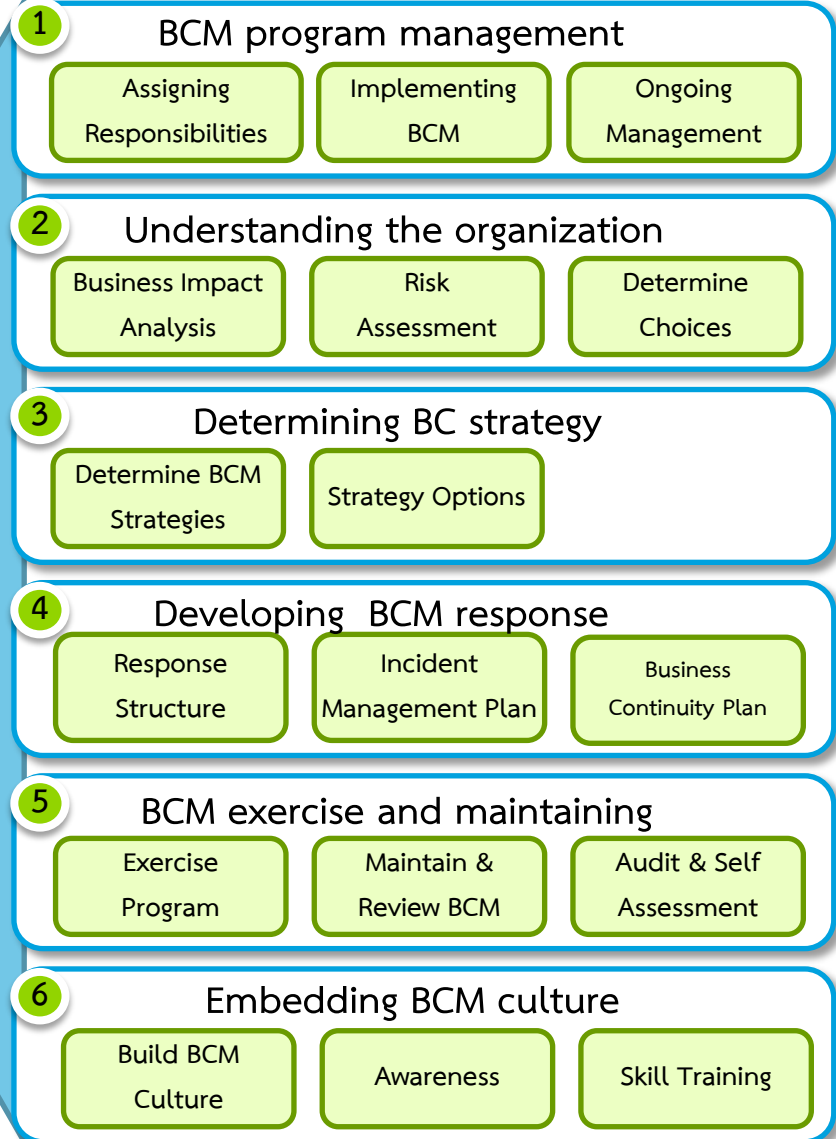 1
BCM program management
Assigning
Responsibilities
Implementing
BCM
Ongoing
Management
2
Understanding the organization
Business Impact
Analysis
Risk
Assessment
Determine
Choices
3
Determining BC strategy
Determine BCM
Strategies
Strategy Options
4
Developing  BCM response
Response
Structure
Incident
Management Plan
Business
Continuity Plan
5
BCM exercise and maintaining
Exercise
Program
Maintain &
Review BCM
Audit & Self
Assessment
6
Embedding BCM culture
Build BCM
Culture
Awareness
Skill Training